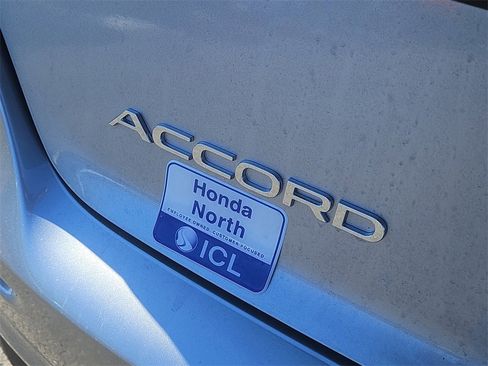 ACCORD
Honda
North
EMPLOYEE OWNED. CUSTOMER FOCUSED.
ICL